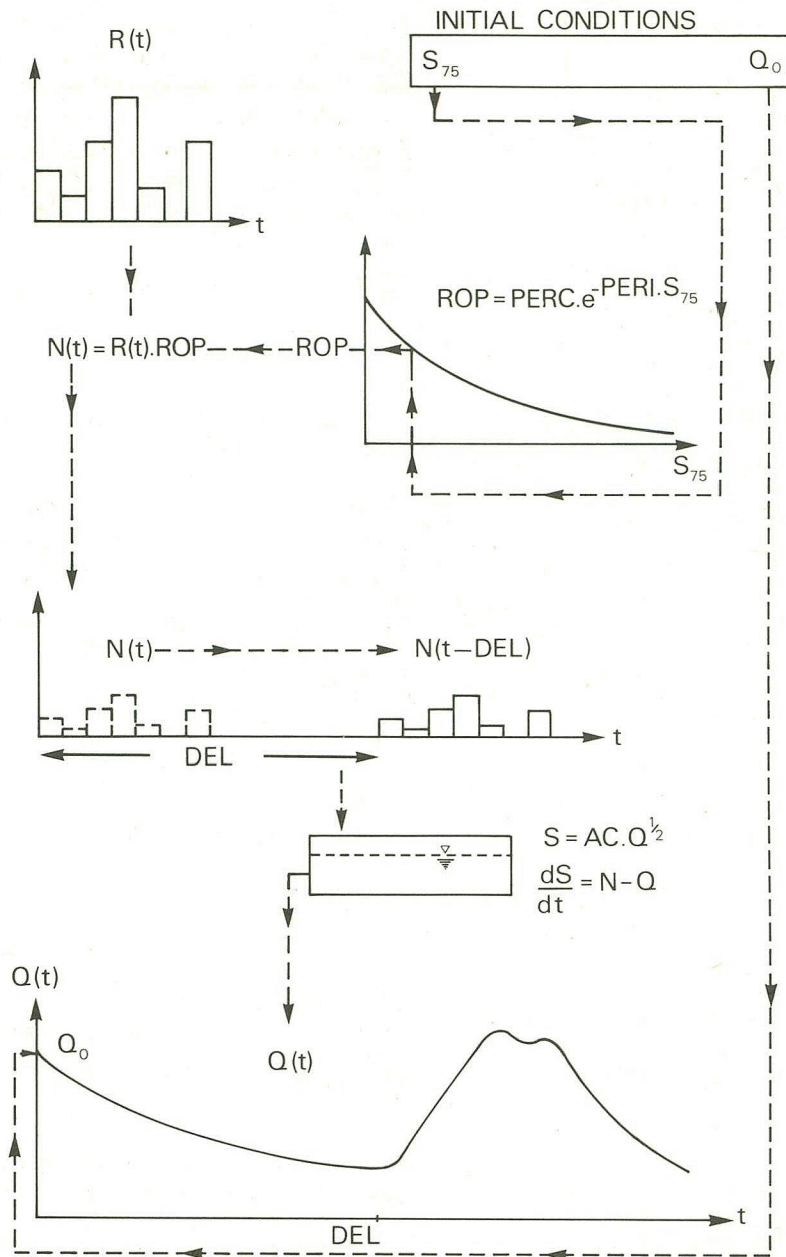 INITIAL CONDITIONS
R(t)
S₇₅ Q₀
t
ROP = PERC.e^-PERI.S₇₅
N(t) = R(t).ROP ROP
S₇₅
N(t) N(t–DEL)
t
DEL
S = AC.Q^½
dS/dt = N–Q
Q(t)
Q₀
Q(t)
t
DEL